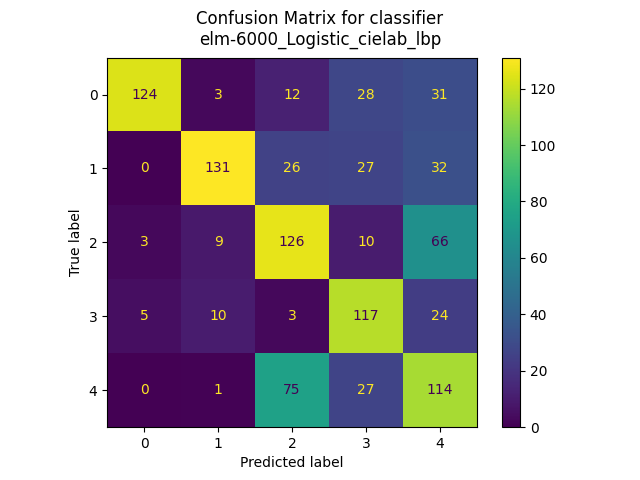 Confusion Matrix for classifier
elm-6000_Logistic_cielab_lbp
True label
0 124 3 12 28 31
1 0 131 26 27 32
2 3 9 126 10 66
3 5 10 3 117 24
4 0 1 75 27 114
0 1 2 3 4
Predicted label
120
100
80
60
40
20
0